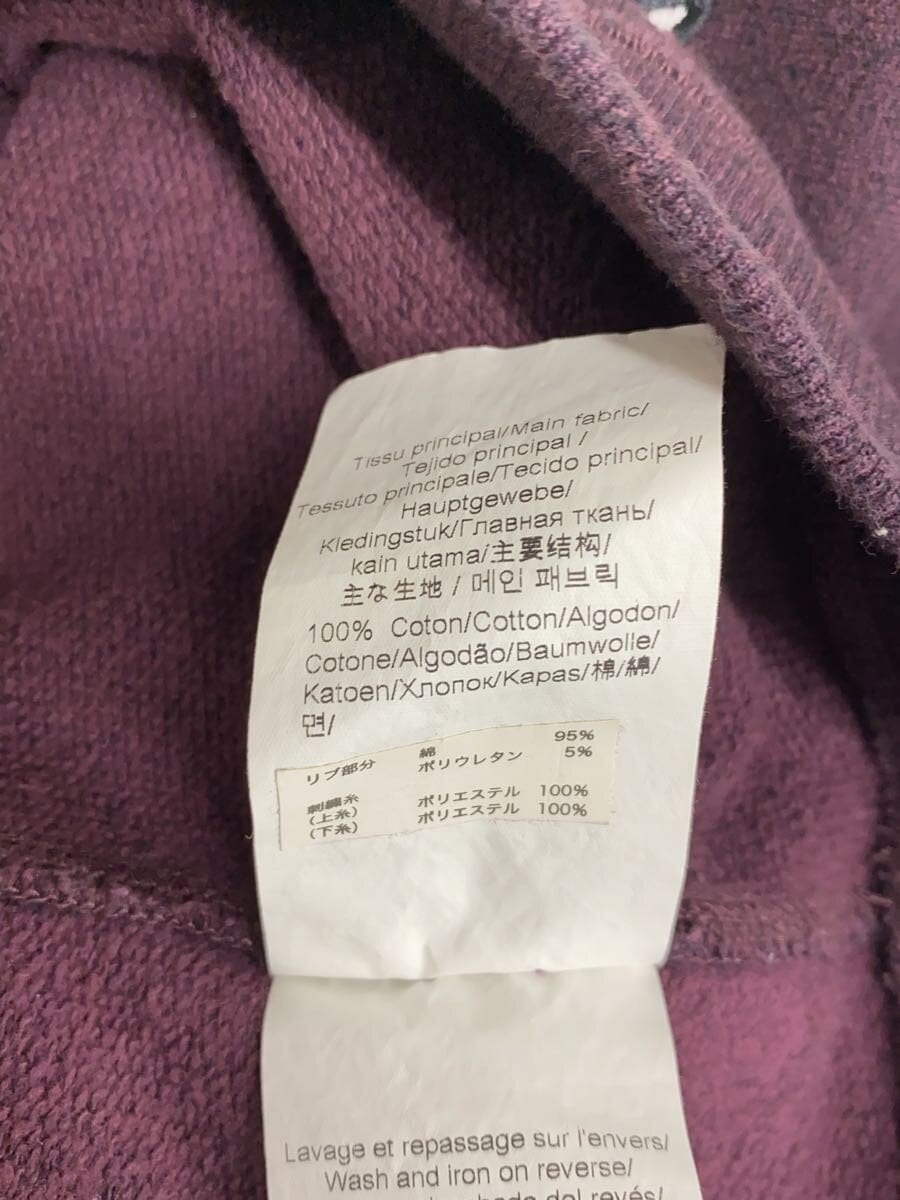 Tissu principal/Main fabric/
Tejido principal /
Tessuto principale/Tecido principal/
Hauptgewebe/
Kledingstuk/Главная ткань/
kain utama/主要结构/
主な生地 / 메인 패브릭
100% Coton/Cotton/Algodon/
Cotone/Algodão/Baumwolle/
Katoen/Хлопок/Kapas/棉/綿/
면/
リブ部分 綿 95%
ポリウレタン 5%
刺繍糸
(上糸) ポリエステル 100%
(下糸) ポリエステル 100%
Lavage et repassage sur l'envers/
Wash and iron on reverse/
del revés/